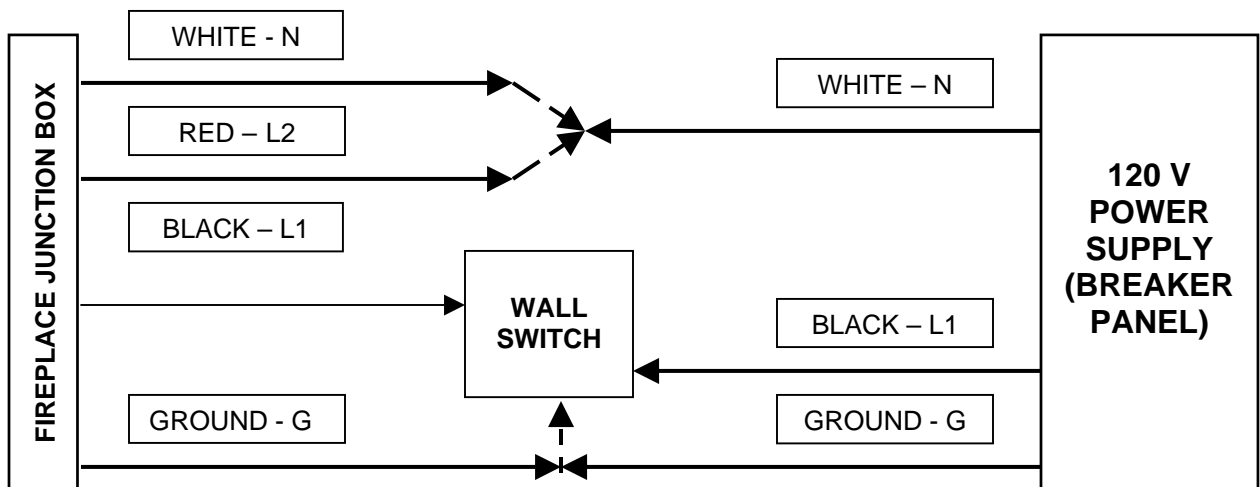 FIREPLACE JUNCTION BOX
WHITE - N
RED – L2
BLACK – L1
GROUND - G
WALL
SWITCH
WHITE – N
BLACK – L1
GROUND - G
120 V
POWER
SUPPLY
(BREAKER
PANEL)